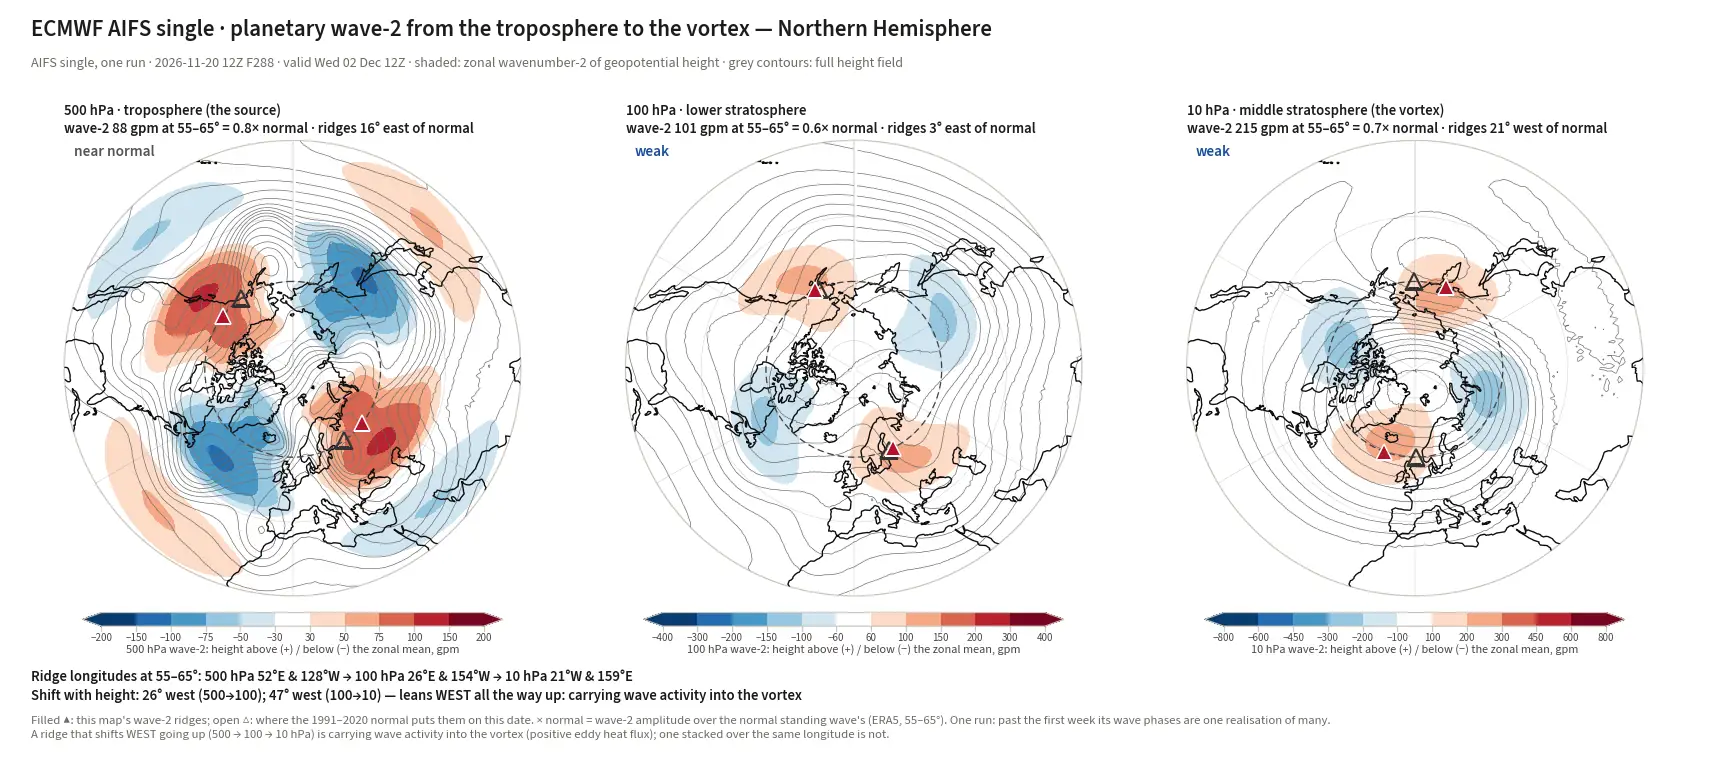 ECMWF AIFS single · planetary wave-2 from the troposphere to the vortex — Northern Hemisphere
AIFS single, one run · 2026-11-20 12Z F288 · valid Wed 02 Dec 12Z · shaded: zonal wavenumber-2 of geopotential height · grey contours: full height field
500 hPa · troposphere (the source)
wave-2 88 gpm at 55–65° = 0.8× normal · ridges 16° east of normal
near normal
100 hPa · lower stratosphere
wave-2 101 gpm at 55–65° = 0.6× normal · ridges 3° east of normal
weak
10 hPa · middle stratosphere (the vortex)
wave-2 215 gpm at 55–65° = 0.7× normal · ridges 21° west of normal
weak
−200 −150 −100 −75 −50 −30 30 50 75 100 150 200
500 hPa wave-2: height above (+) / below (−) the zonal mean, gpm
−400 −300 −200 −150 −100 −60 60 100 150 200 300 400
100 hPa wave-2: height above (+) / below (−) the zonal mean, gpm
−800 −600 −450 −300 −200 −100 100 200 300 450 600 800
10 hPa wave-2: height above (+) / below (−) the zonal mean, gpm
Ridge longitudes at 55–65°: 500 hPa 52°E & 128°W → 100 hPa 26°E & 154°W → 10 hPa 21°W & 159°E
Shift with height: 26° west (500→100); 47° west (100→10) — leans WEST all the way up: carrying wave activity into the vortex
Filled ▲: this map's wave-2 ridges; open △: where the 1991–2020 normal puts them on this date. × normal = wave-2 amplitude over the normal standing wave's (ERA5, 55–65°). One run: past the first week its wave phases are one realisation of many.
A ridge that shifts WEST going up (500 → 100 → 10 hPa) is carrying wave activity into the vortex (positive eddy heat flux); one stacked over the same longitude is not.